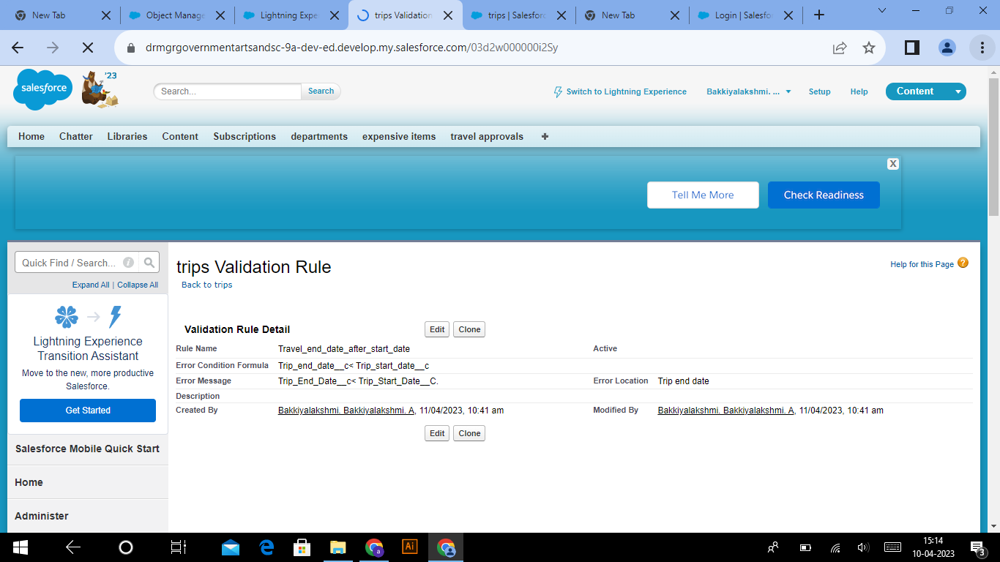 New Tab
Object Manage
Lightning Expe
trips Validation
trips | Salesforc
New Tab
Login | Salesfo
drmgrgovernmentartsandsc-9a-dev-ed.develop.my.salesforce.com/03d2w000000i2Sy
salesforce
'23
Search...
Search
Switch to Lightning Experience
Bakkiyalakshmi. ...
Setup
Help
Content
Home
Chatter
Libraries
Content
Subscriptions
departments
expensive items
travel approvals
X
Tell Me More
Check Readiness
Quick Find / Search...
Expand All | Collapse All
Lightning Experience
Transition Assistant
Move to the new, more productive
Salesforce.
Get Started
Salesforce Mobile Quick Start
Home
Administer
trips Validation Rule
Back to trips
Help for this Page
Validation Rule Detail
Edit
Clone
Rule Name
Travel_end_date_after_start_date
Active
Error Condition Formula
Trip_end_date__c< Trip_start_date__c
Error Message
Trip_End_Date__c< Trip_Start_Date__C.
Error Location
Trip end date
Description
Created By
Bakkiyalakshmi. Bakkiyalakshmi. A, 11/04/2023, 10:41 am
Modified By
Bakkiyalakshmi. Bakkiyalakshmi. A, 11/04/2023, 10:41 am
Edit
Clone
Ai
a
15:14
10-04-2023
3